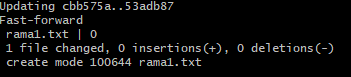 Updating cbb575a..53adb87
Fast-forward
 rama1.txt | 0
 1 file changed, 0 insertions(+), 0 deletions(-)
 create mode 100644 rama1.txt